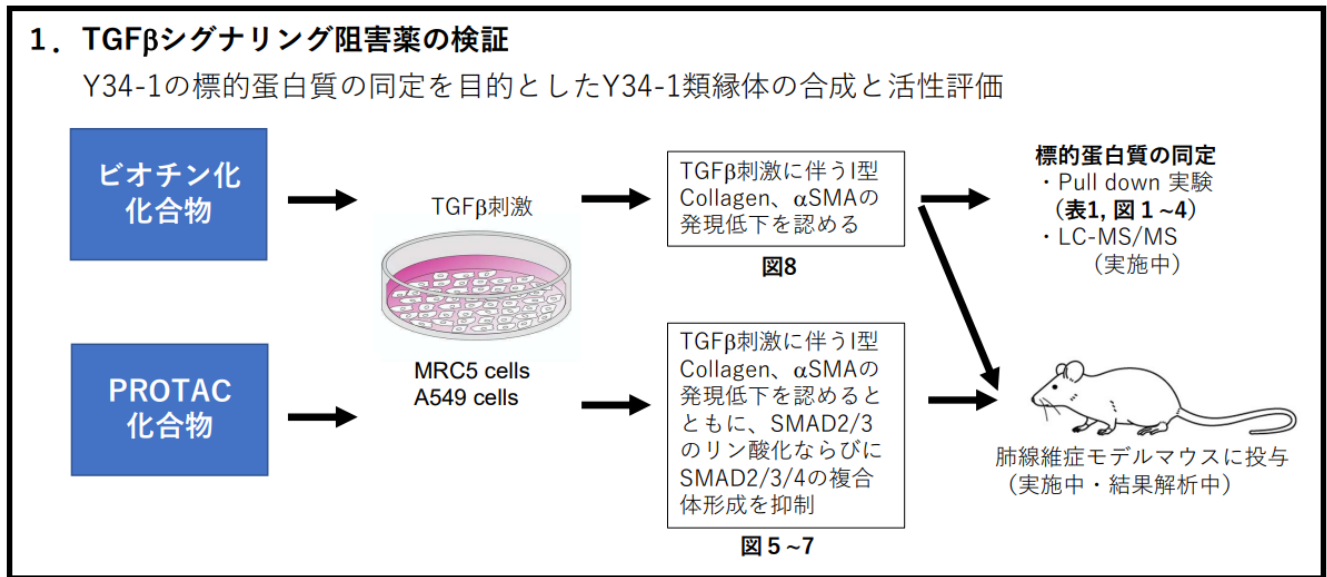 1．TGFβシグナリング阻害薬の検証
Y34-1の標的蛋白質の同定を目的としたY34-1類縁体の合成と活性評価
ビオチン化
化合物
TGFβ刺激
MRC5 cells
A549 cells
TGFβ刺激に伴うI型
Collagen、αSMAの
発現低下を認める
図8
標的蛋白質の同定
・Pull down 実験
（表1, 図 1 ~4）
・LC-MS/MS
（実施中）
PROTAC
化合物
TGFβ刺激に伴うI型
Collagen、αSMAの
発現低下を認めると
ともに、SMAD2/3
のリン酸化ならびに
SMAD2/3/4の複合
体形成を抑制
図 5 ~7
肺線維症モデルマウスに投与
（実施中・結果解析中）